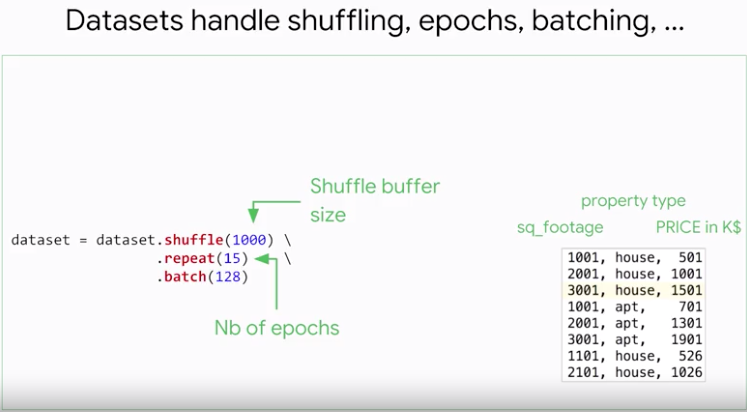 Datasets handle shuffling, epochs, batching, ...
Shuffle buffer
size
dataset = dataset.shuffle(1000) \
.repeat(15) \
.batch(128)
Nb of epochs
property type
sq_footage PRICE in K$
1001, house, 501
2001, house, 1001
3001, house, 1501
1001, apt, 701
2001, apt, 1301
3001, apt, 1901
1101, house, 526
2101, house, 1026